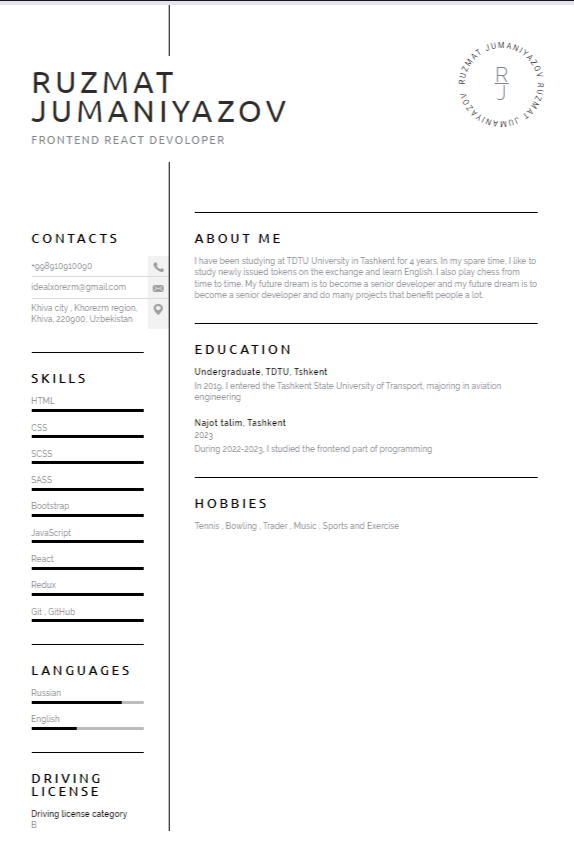 RUZMAT
JUMANIYAZOV
FRONTEND REACT DEVOLOPER
RUZMAT JUMANIYAZOV RUZMAT JUMANIYAZOV
R
J
CONTACTS
+998910910090
idealxorezm@gmail.com
Khiva city , Khorezm region,
Khiva, 220900, Uzbekistan
SKILLS
HTML
CSS
SCSS
SASS
Bootstrap
JavaScript
React
Redux
Git , GitHub
LANGUAGES
Russian
English
DRIVING
LICENSE
Driving license category
B
ABOUT ME
I have been studying at TDTU University in Tashkent for 4 years. In my spare time, I like to
study newly issued tokens on the exchange and learn English. I also play chess from
time to time. My future dream is to become a senior developer and my future dream is to
become a senior developer and do many projects that benefit people a lot.
EDUCATION
Undergraduate, TDTU, Tshkent
In 2019, I entered the Tashkent State University of Transport, majoring in aviation
engineering
Najot talim, Tashkent
2023
During 2022-2023, I studied the frontend part of programming
HOBBIES
Tennis , Bowling , Trader , Music , Sports and Exercise